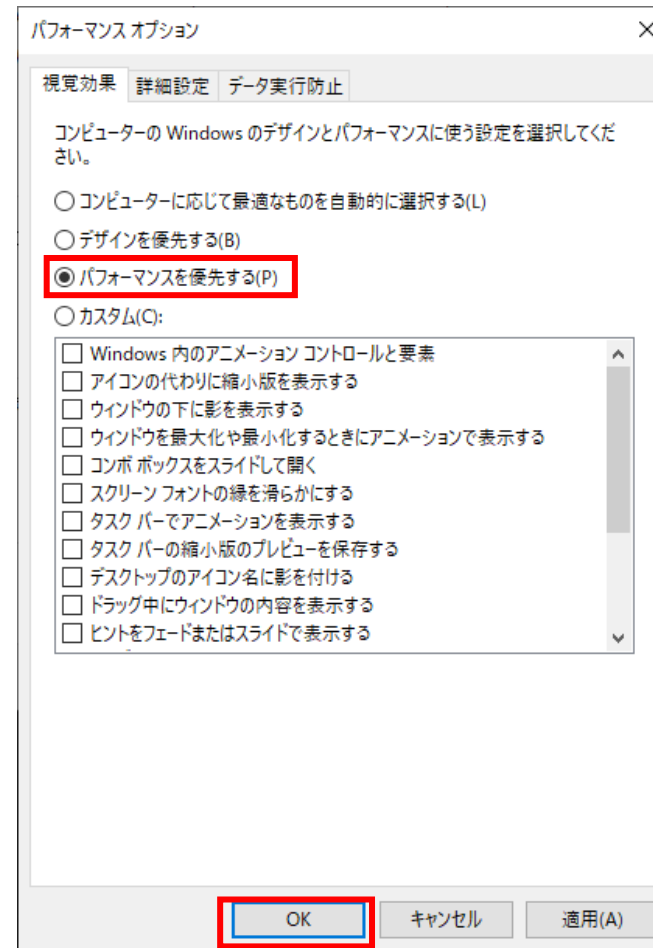 パフォーマンス オプション
視覚効果 詳細設定 データ実行防止
コンピューターの Windows のデザインとパフォーマンスに使う設定を選択してくだ
さい。
コンピューターに応じて最適なものを自動的に選択する(L)
デザインを優先する(B)
パフォーマンスを優先する(P)
カスタム(C):
Windows 内のアニメーション コントロールと要素
アイコンの代わりに縮小版を表示する
ウィンドウの下に影を表示する
ウィンドウを最大化や最小化するときにアニメーションで表示する
コンボ ボックスをスライドして開く
スクリーン フォントの縁を滑らかにする
タスク バーでアニメーションを表示する
タスク バーの縮小版のプレビューを保存する
デスクトップのアイコン名に影を付ける
ドラッグ中にウィンドウの内容を表示する
ヒントをフェードまたはスライドで表示する
OK キャンセル 適用(A)